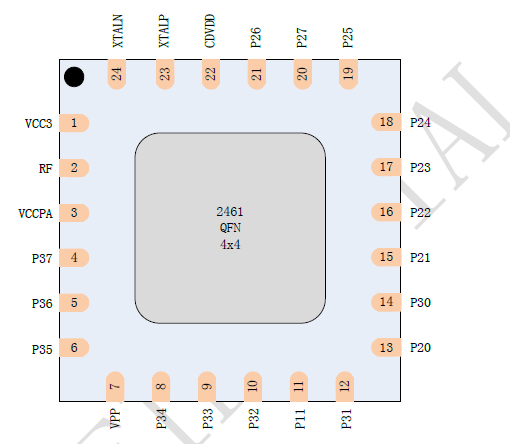 XTALN XTALP CDVDD P26 P27 P25
24 23 22 21 20 19
VCC3 1 18 P24
RF 2 17 P23
VCCPA 3 16 P22
P37 4 15 P21
P36 5 14 P30
P35 6 13 P20
2461
QFN
4x4
7 8 9 10 11 12
VPP P34 P33 P32 P11 P31